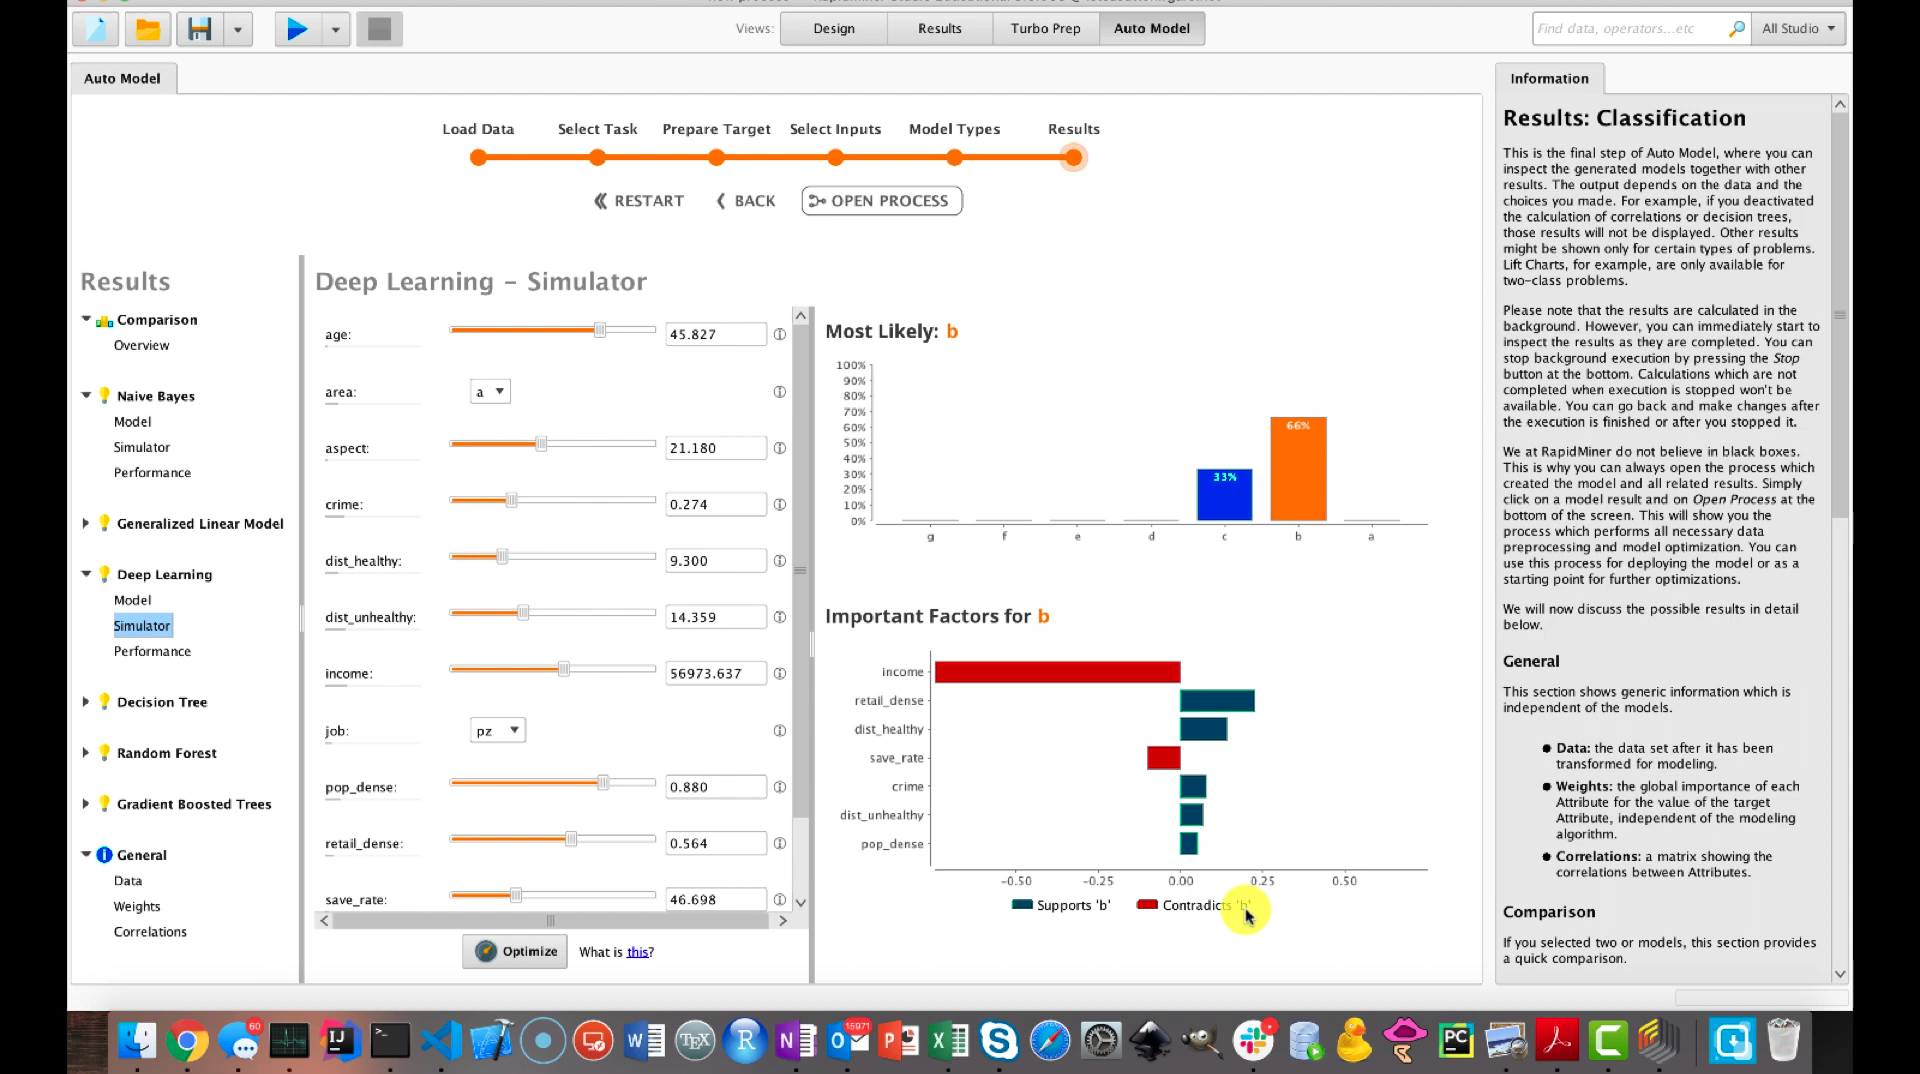 Views:
Design
Results
Turbo Prep
Auto Model
Find data, operators...etc
All Studio
Auto Model
Load Data
Select Task
Prepare Target
Select Inputs
Model Types
Results
RESTART
BACK
OPEN PROCESS
Results
Comparison
Overview
Naive Bayes
Model
Simulator
Performance
Generalized Linear Model
Deep Learning
Model
Simulator
Performance
Decision Tree
Random Forest
Gradient Boosted Trees
General
Data
Weights
Correlations
Deep Learning - Simulator
age: 45.827
area: a
aspect: 21.180
crime: 0.274
dist_healthy: 9.300
dist_unhealthy: 14.359
income: 56973.637
job: pz
pop_dense: 0.880
retail_dense: 0.564
save_rate: 46.698
Optimize
What is this?
Most Likely: b
100%
90%
80%
70%
60%
50%
40%
30%
20%
10%
0%
33%
66%
g f e d c b a
Important Factors for b
income
retail_dense
dist_healthy
save_rate
crime
dist_unhealthy
pop_dense
-0.50 -0.25 0.00 0.25 0.50
Supports 'b' Contradicts 'b'
Information
Results: Classification
This is the final step of Auto Model, where you can
inspect the generated models together with other
results. The output depends on the data and the
choices you made. For example, if you deactivated
the calculation of correlations or decision trees,
those results will not be displayed. Other results
might be shown only for certain types of problems.
Lift Charts, for example, are only available for
two-class problems.
Please note that the results are calculated in the
background. However, you can immediately start to
inspect the results as they are completed. You can
stop background execution by pressing the Stop
button at the bottom. Calculations which are not
completed when execution is stopped won't be
available. You can go back and make changes after
the execution is finished or after you stopped it.
We at RapidMiner do not believe in black boxes.
This is why you can always open the process which
created the model and all related results. Simply
click on a model result and on Open Process at the
bottom of the screen. This will show you the
process which performs all necessary data
preprocessing and model optimization. You can
use this process for deploying the model or as a
starting point for further optimizations.
We will now discuss the possible results in detail
below.
General
This section shows generic information which is
independent of the models.
Data: the data set after it has been
transformed for modeling.
Weights: the global importance of each
Attribute for the value of the target
Attribute, independent of the modeling
algorithm.
Correlations: a matrix showing the
correlations between Attributes.
Comparison
If you selected two or models, this section provides
a quick comparison.
60
IJ
W
TEX
R
N
15971
PC